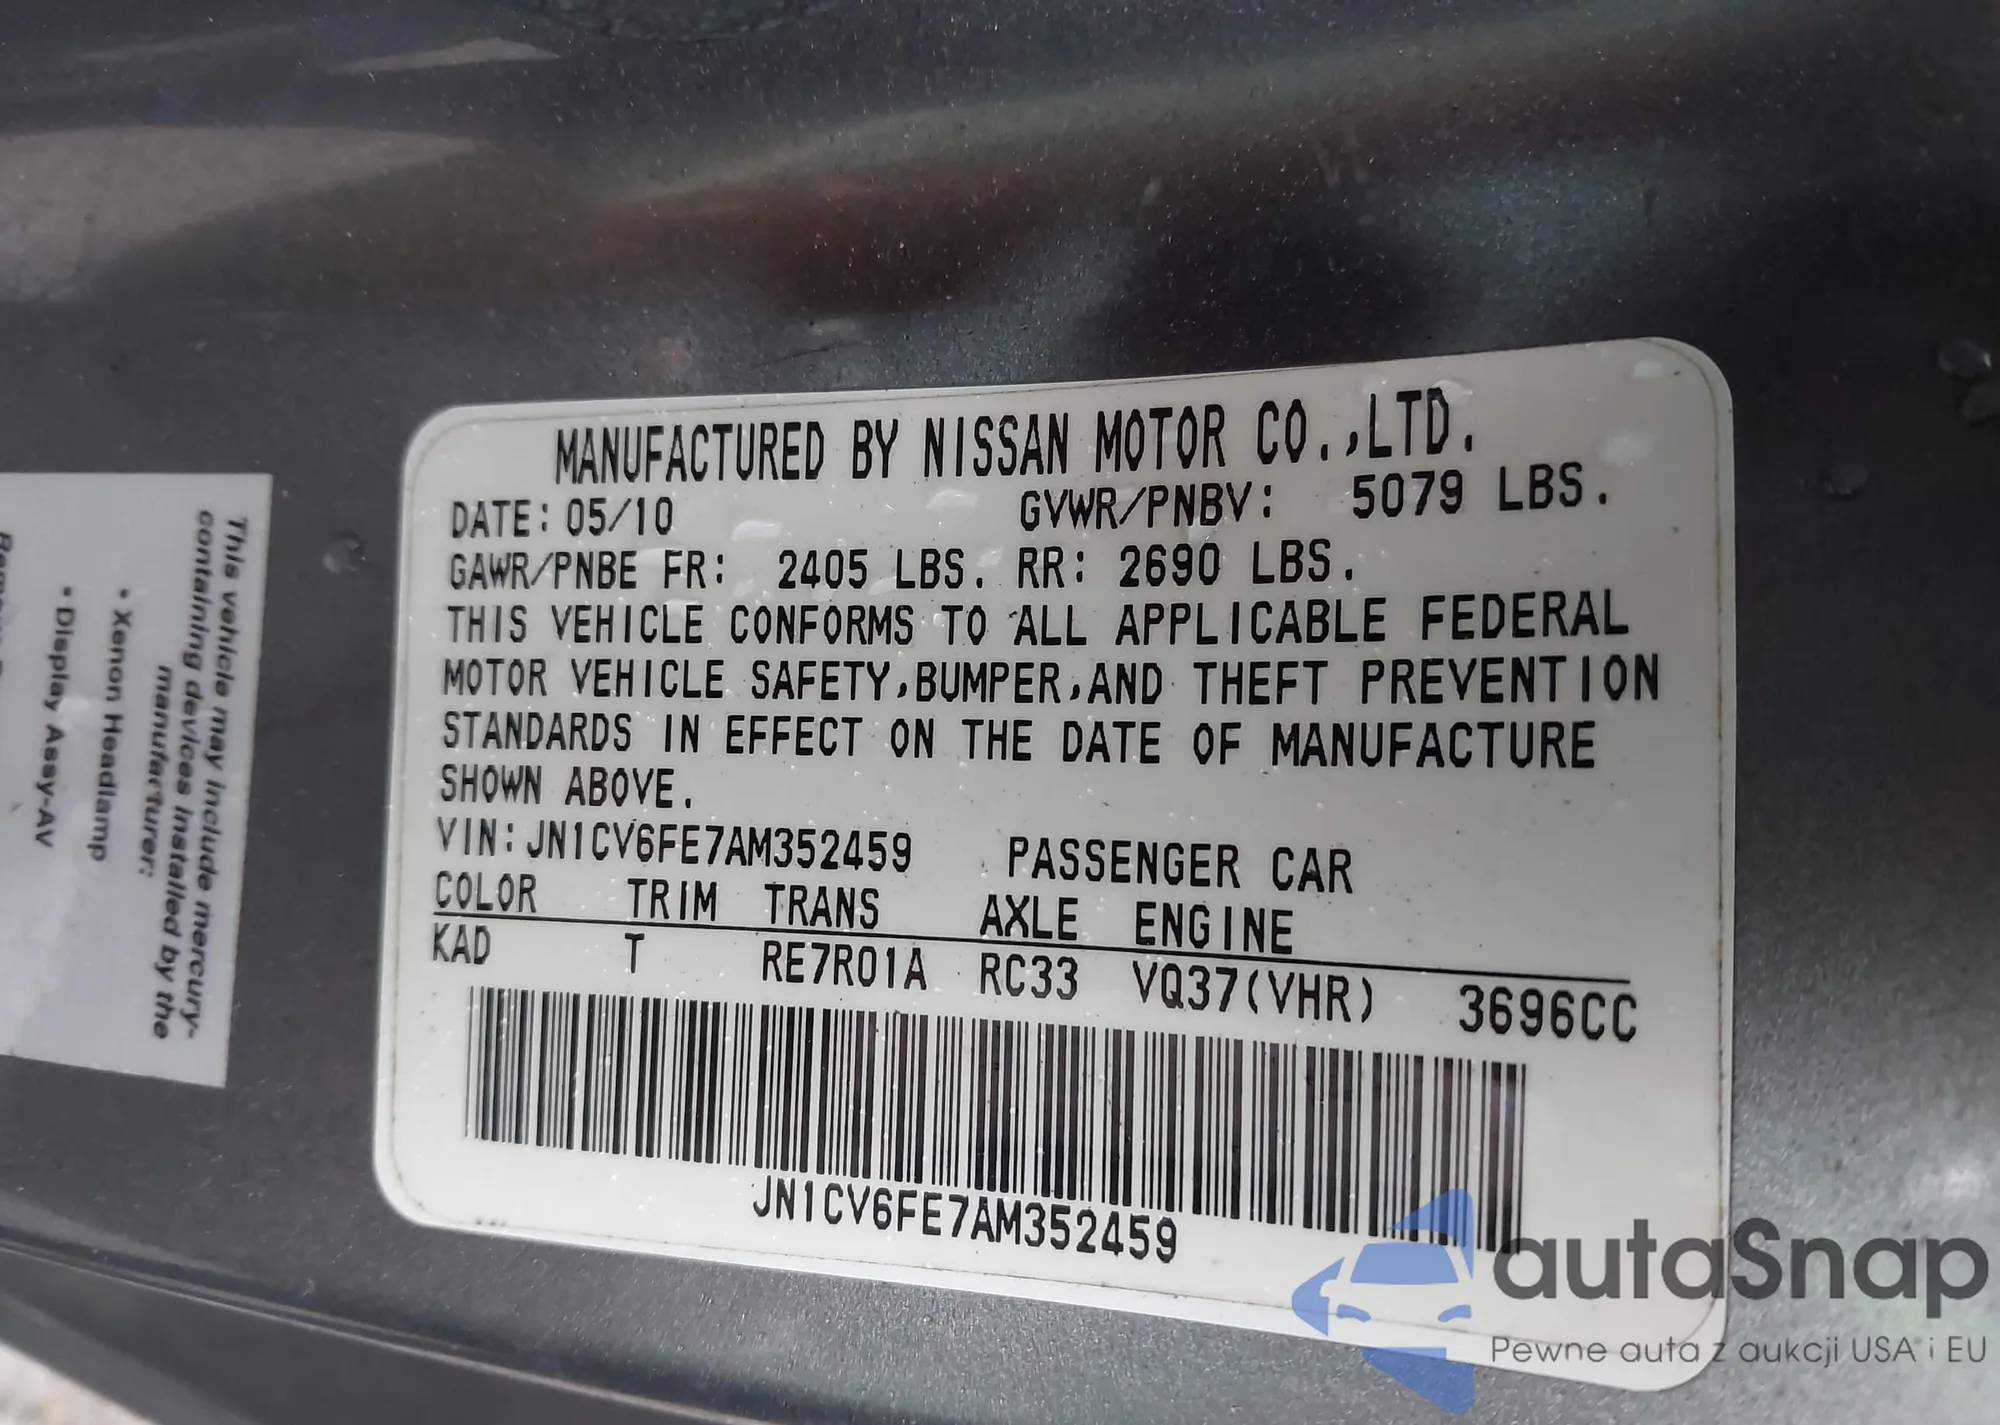 MANUFACTURED BY NISSAN MOTOR CO.,LTD.
DATE: 05/10 GVWR/PNBV: 5079 LBS.
GAWR/PNBE FR: 2405 LBS. RR: 2690 LBS.
THIS VEHICLE CONFORMS TO ALL APPLICABLE FEDERAL
MOTOR VEHICLE SAFETY,BUMPER,AND THEFT PREVENTION
STANDARDS IN EFFECT ON THE DATE OF MANUFACTURE
SHOWN ABOVE.
VIN: JN1CV6FE7AM352459 PASSENGER CAR
COLOR TRIM TRANS AXLE ENGINE
KAD T RE7R01A RC33 VQ37(VHR) 3696CC
JN1CV6FE7AM352459
This vehicle may include mercury-
containing devices installed by the
manufacturer:
• Xenon Headlamp
• Display Assy-AV
autaSnap
Pewne auta z aukcji USA i EU